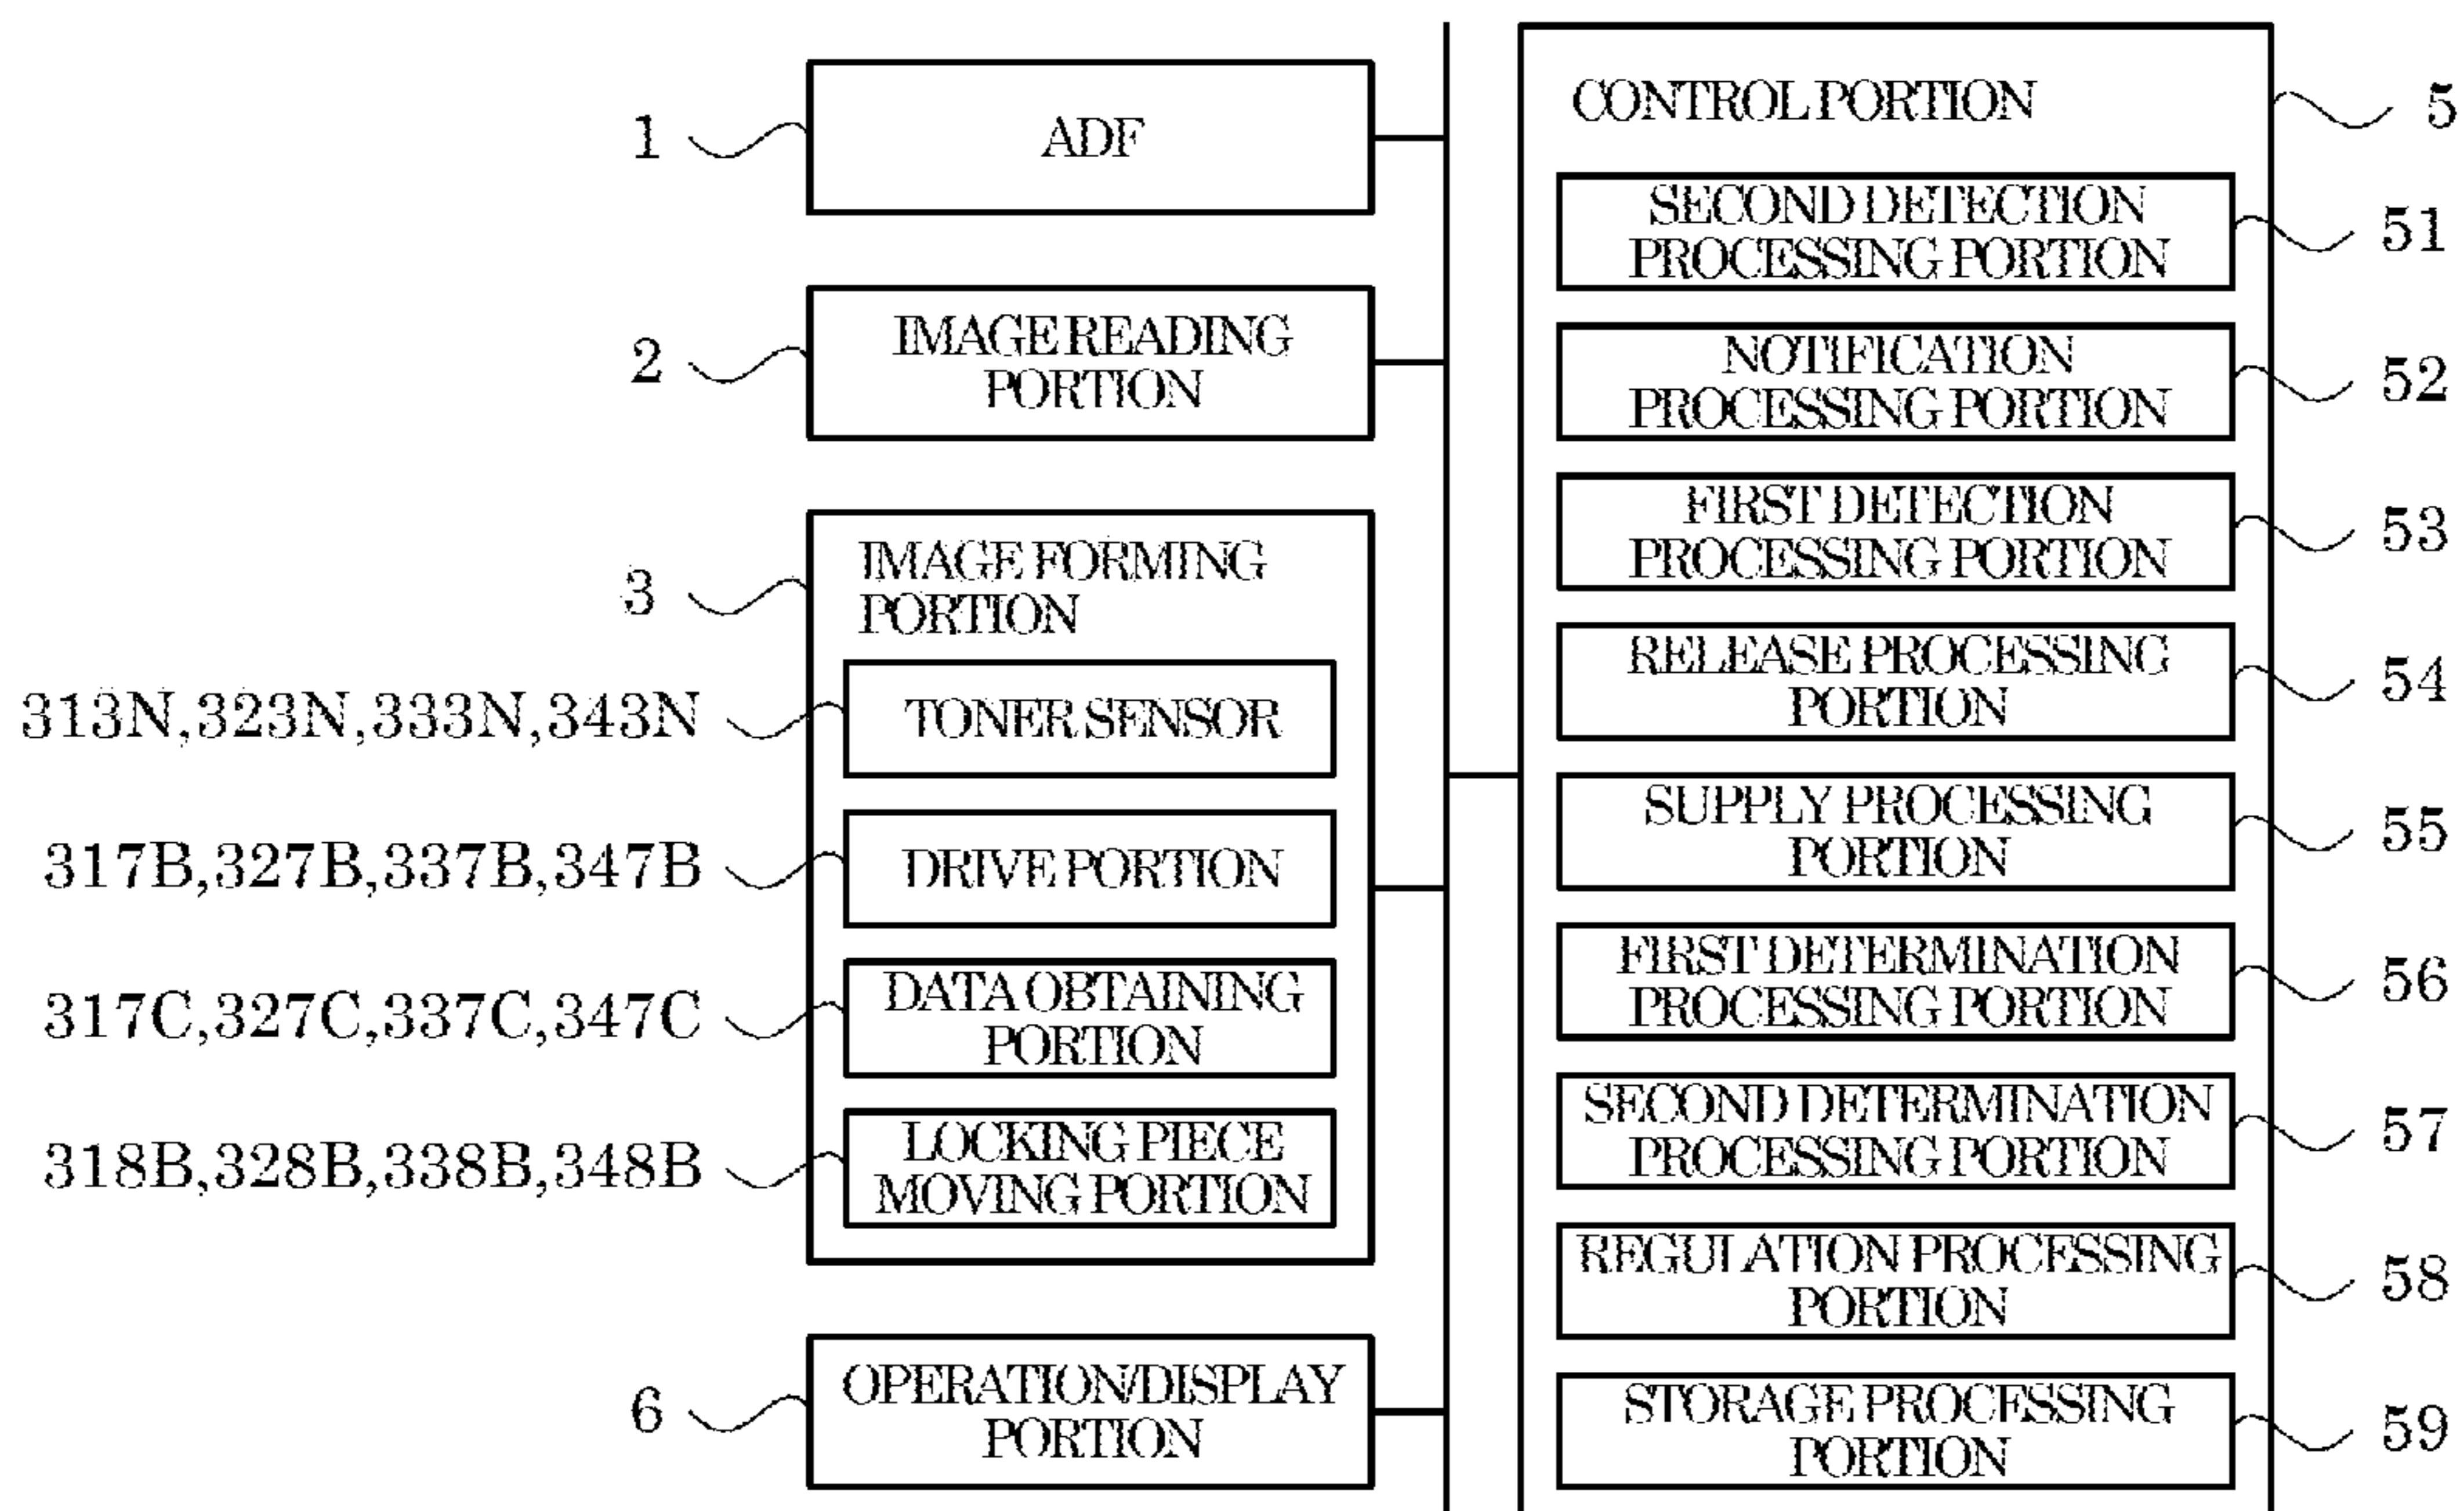 1
ADF
2
IMAGE READING
PORTION
3
IMAGE FORMING
PORTION
313N,323N,333N,343N
TONER SENSOR
317B,327B,337B,347B
DRIVE PORTION
317C,327C,337C,347C
DATA OBTAINING
PORTION
318B,328B,338B,348B
LOCKING PIECE
MOVING PORTION
6
OPERATION/DISPLAY
PORTION
CONTROL PORTION
5
SECOND DETECTION
PROCESSING PORTION
51
NOTIFICATION
PROCESSING PORTION
52
FIRST DETECTION
PROCESSING PORTION
53
RELEASE PROCESSING
PORTION
54
SUPPLY PROCESSING
PORTION
55
FIRST DETERMINATION
PROCESSING PORTION
56
SECOND DETERMINATION
PROCESSING PORTION
57
REGULATION PROCESSING
PORTION
58
STORAGE PROCESSING
PORTION
59